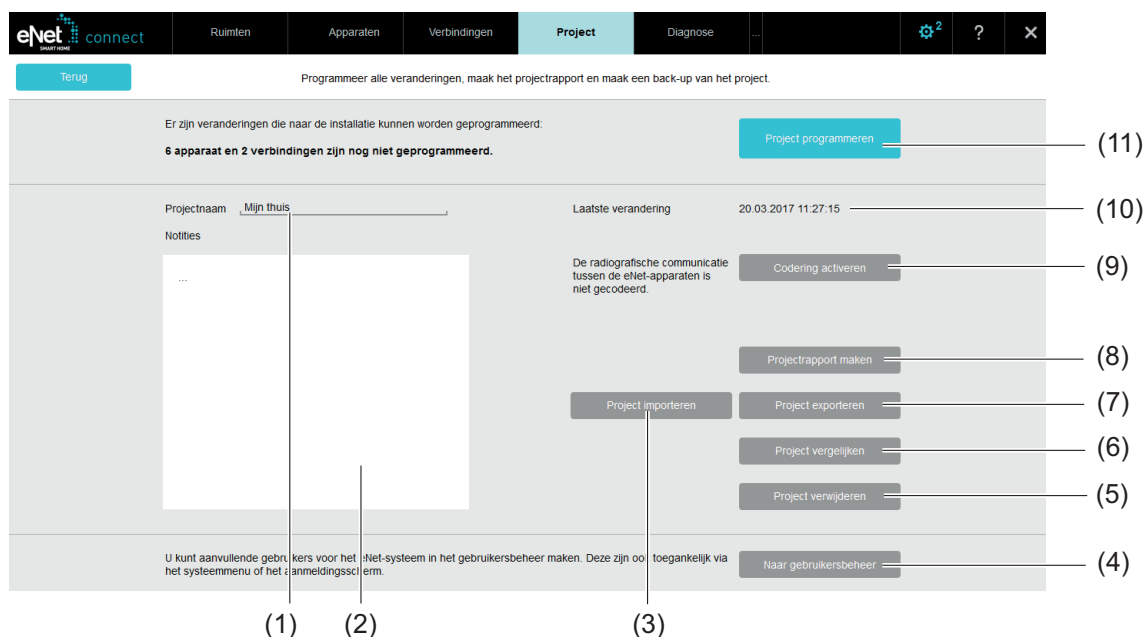 eNet connect
SMART HOME
Ruimten
Apparaten
Verbindingen
Project
Diagnose
...
2
?
Terug
Programmeer alle veranderingen, maak het projectrapport en maak een back-up van het project.
Er zijn veranderingen die naar de installatie kunnen worden geprogrammeerd:
6 apparaat en 2 verbindingen zijn nog niet geprogrammeerd.
Project programmeren
(11)
Projectnaam
Mijn thuis
Laatste verandering
20.03.2017 11:27:15
(10)
Notities
...
De radiografische communicatie
tussen de eNet-apparaten is
niet gecodeerd.
Codering activeren
(9)
Projectrapport maken
(8)
Project importeren
Project exporteren
(7)
Project vergelijken
(6)
Project verwijderen
(5)
U kunt aanvullende gebruikers voor het eNet-systeem in het gebruikersbeheer maken. Deze zijn ook toegankelijk via
het systeemmenu of het aanmeldingsscherm.
Naar gebruikersbeheer
(4)
(1)
(2)
(3)